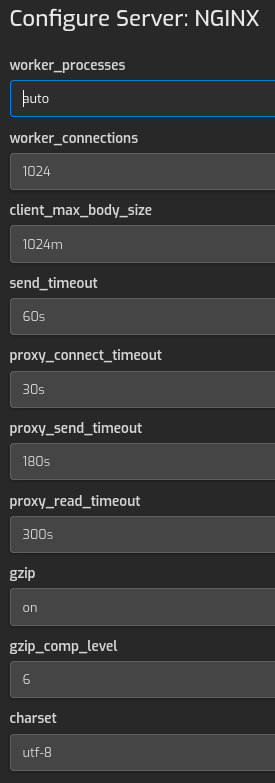 Configure Server: NGINX
worker_processes
auto
worker_connections
1024
client_max_body_size
1024m
send_timeout
60s
proxy_connect_timeout
30s
proxy_send_timeout
180s
proxy_read_timeout
300s
gzip
on
gzip_comp_level
6
charset
utf-8